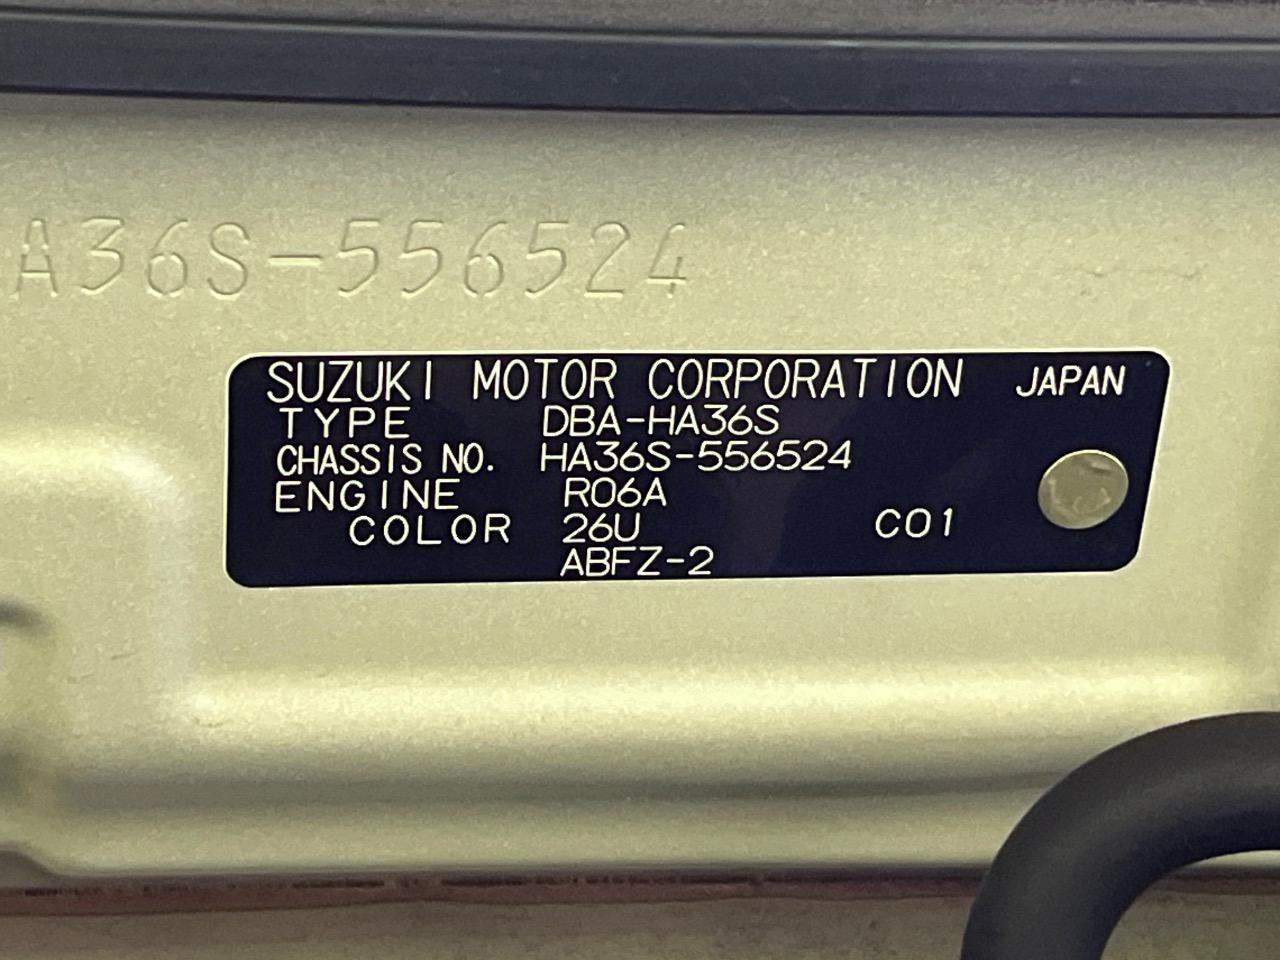 A36S-556524
SUZUKI MOTOR CORPORATION JAPAN
TYPE DBA-HA36S
CHASSIS NO. HA36S-556524
ENGINE R06A
COLOR 26U C01
ABFZ-2